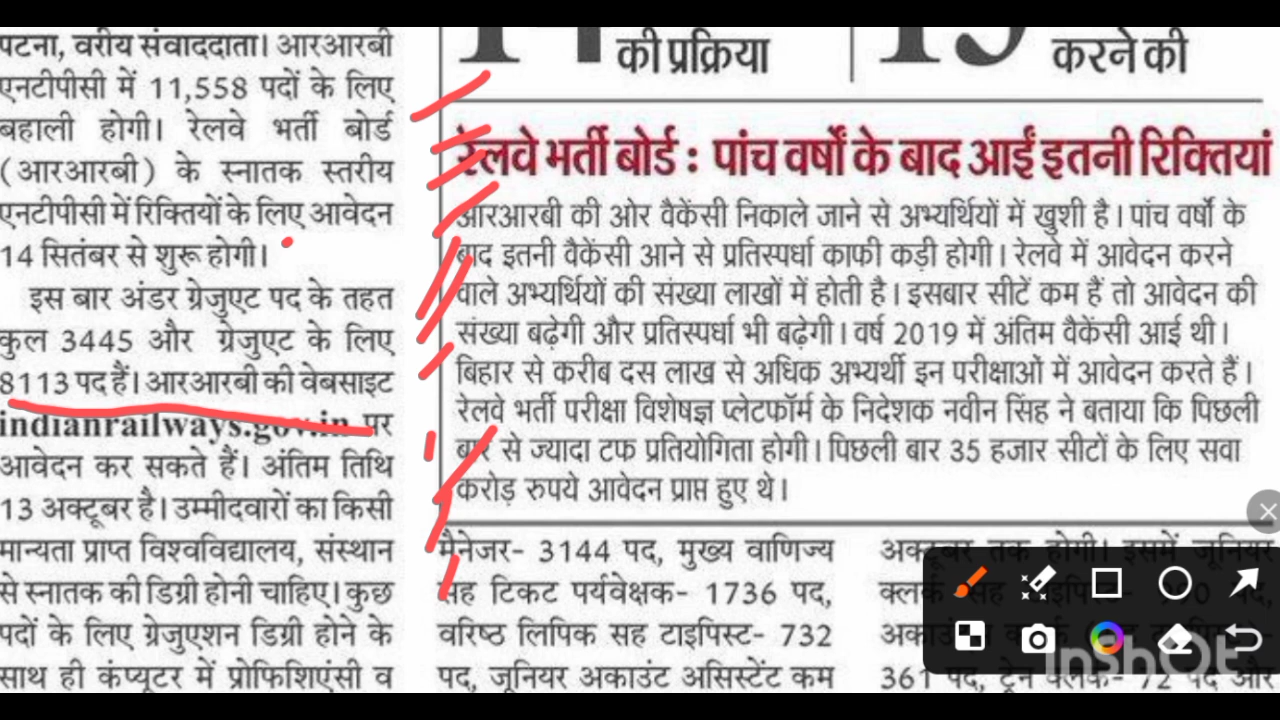 पटना, वरीय संवाददाता। आरआरबी
एनटीपीसी में 11,558 पदों के लिए
बहाली होगी। रेलवे भर्ती बोर्ड
(आरआरबी) के स्नातक स्तरीय
एनटीपीसी में रिक्तियों के लिए आवेदन
14 सितंबर से शुरू होगी।
इस बार अंडर ग्रेजुएट पद के तहत
कुल 3445 और ग्रेजुएट के लिए
8113 पद हैं। आरआरबी की वेबसाइट
indianrailways.gov.in पर
आवेदन कर सकते हैं। अंतिम तिथि
13 अक्टूबर है। उम्मीदवारों का किसी
मान्यता प्राप्त विश्वविद्यालय, संस्थान
से स्नातक की डिग्री होनी चाहिए। कुछ
पदों के लिए ग्रेजुएशन डिग्री होने के
साथ ही कंप्यूटर में प्रोफिशिएंसी व
की प्रक्रिया
करने की
रेलवे भर्ती बोर्ड : पांच वर्षों के बाद आईं इतनी रिक्तियां
आरआरबी की ओर वैकेंसी निकाले जाने से अभ्यर्थियों में खुशी है। पांच वर्षों के
बाद इतनी वैकेंसी आने से प्रतिस्पर्धा काफी कड़ी होगी। रेलवे में आवेदन करने
वाले अभ्यर्थियों की संख्या लाखों में होती है। इसबार सीटें कम हैं तो आवेदन की
संख्या बढ़ेगी और प्रतिस्पर्धा भी बढ़ेगी। वर्ष 2019 में अंतिम वैकेंसी आई थी।
बिहार से करीब दस लाख से अधिक अभ्यर्थी इन परीक्षाओं में आवेदन करते हैं।
रेलवे भर्ती परीक्षा विशेषज्ञ प्लेटफॉर्म के निदेशक नवीन सिंह ने बताया कि पिछली
बार से ज्यादा टफ प्रतियोगिता होगी। पिछली बार 35 हजार सीटों के लिए सवा
करोड़ रुपये आवेदन प्राप्त हुए थे।
मैनेजर- 3144 पद, मुख्य वाणिज्य
सह टिकट पर्यवेक्षक- 1736 पद,
वरिष्ठ लिपिक सह टाइपिस्ट- 732
पद, जूनियर अकाउंट असिस्टेंट कम
अक्टूबर तक होगी। इसमें जूनियर
क्लर्क सह
361 पद, ट्रेन क्लर्क- 72 पद और
InShOt